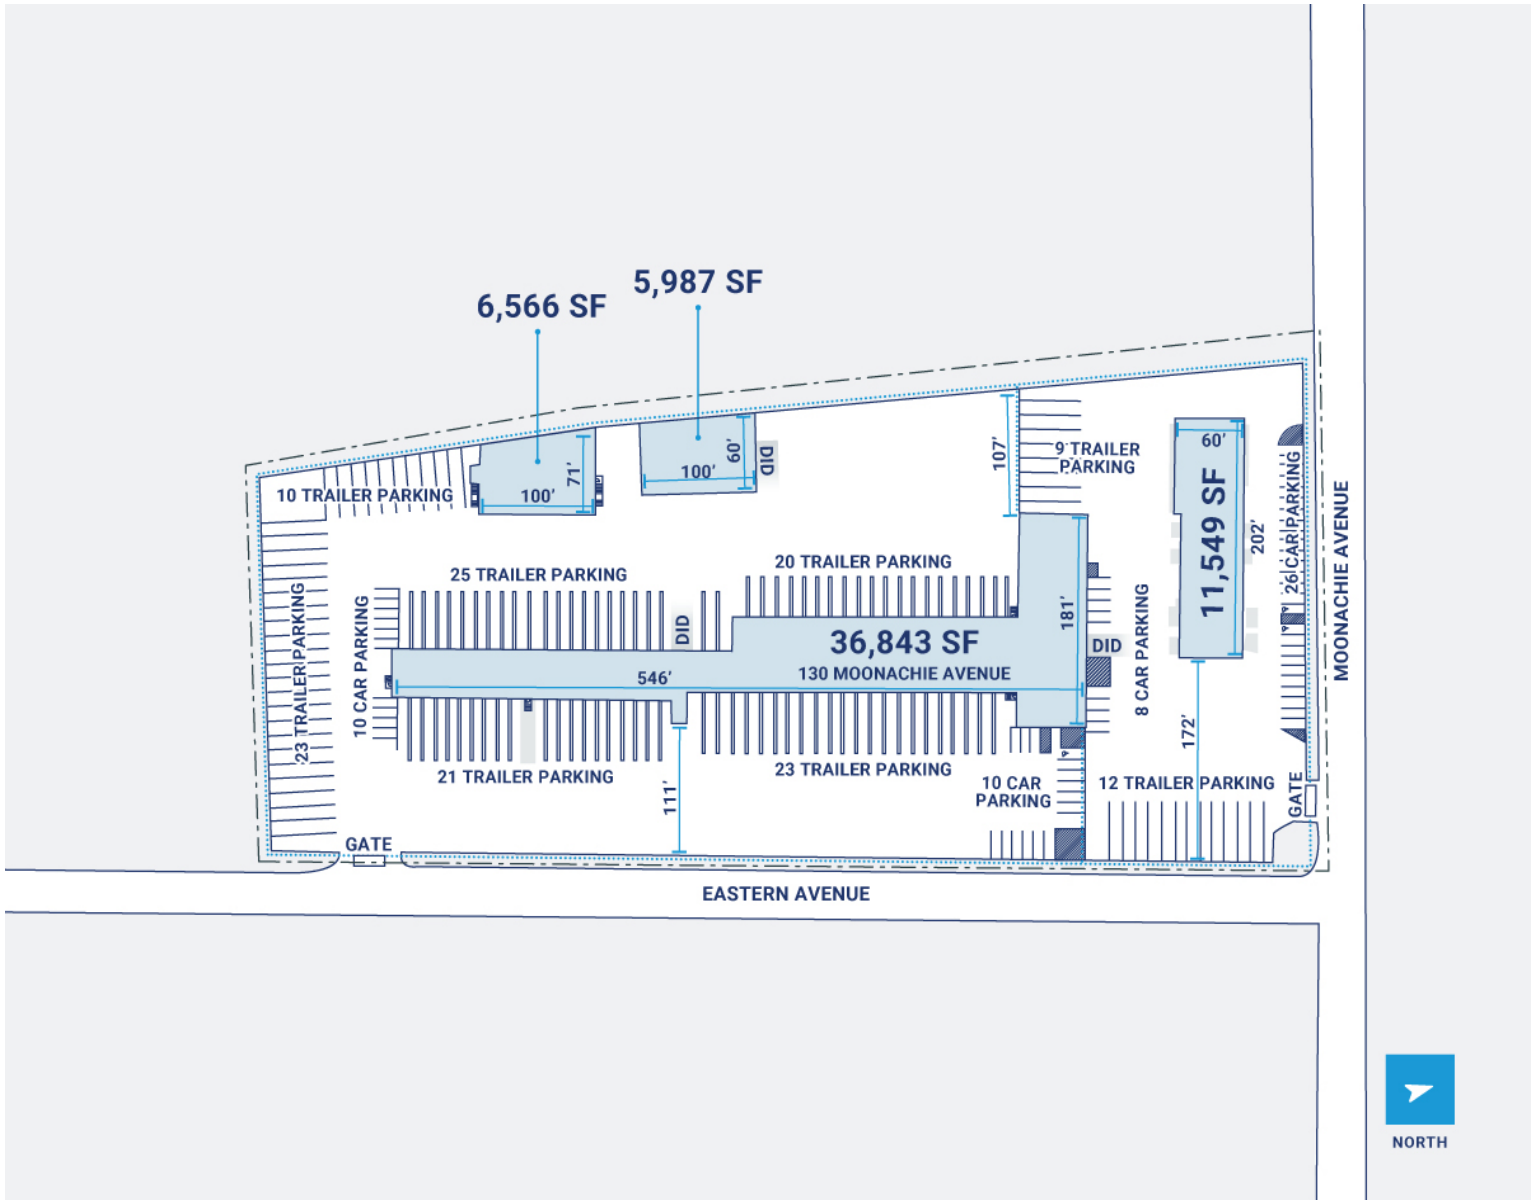 5,987 SF
6,566 SF
60’
100’
DID
71’
100’
107’
9 TRAILER
PARKING
60’
11,549 SF
202’
26 CAR PARKING
MOONACHIE AVENUE
10 TRAILER PARKING
25 TRAILER PARKING
20 TRAILER PARKING
23 TRAILER PARKING
10 CAR PARKING
DID
36,843 SF
130 MOONACHIE AVENUE
546’
181’
DID
8 CAR PARKING
172’
21 TRAILER PARKING
111’
23 TRAILER PARKING
10 CAR
PARKING
12 TRAILER PARKING
GATE
GATE
EASTERN AVENUE
NORTH